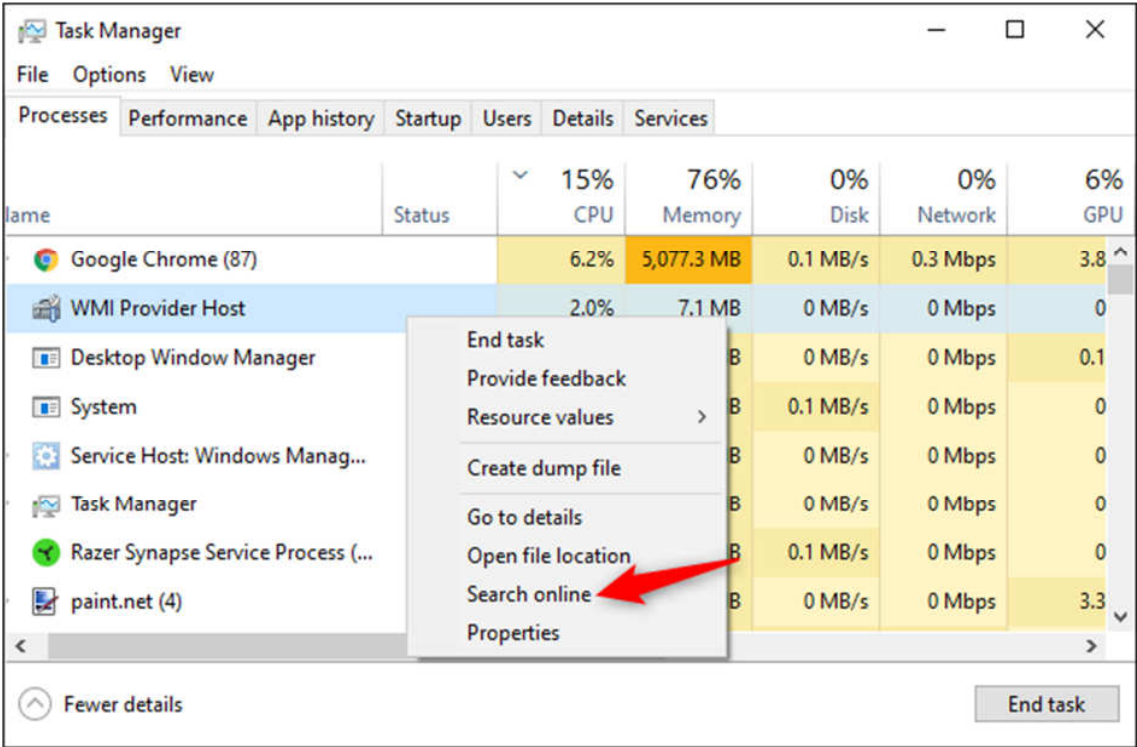 Task Manager
File Options View
Processes Performance App history Startup Users Details Services
15% 76% 0% 0% 6%
lame Status CPU Memory Disk Network GPU
Google Chrome (87) 6.2% 5,077.3 MB 0.1 MB/s 0.3 Mbps 3.8
WMI Provider Host 2.0% 7.1 MB 0 MB/s 0 Mbps 0
End task
Desktop Window Manager B 0 MB/s 0 Mbps 0.1
Provide feedback
System B 0.1 MB/s 0 Mbps 0
Resource values
Service Host: Windows Manag... B 0 MB/s 0 Mbps 0
Create dump file
Task Manager 0 MB/s 0 Mbps 0
Go to details
Razer Synapse Service Process (... B 0.1 MB/s 0 Mbps 0
Open file location
Search online
paint.net (4) B 0 MB/s 0 Mbps 3.3
Properties
Fewer details End task